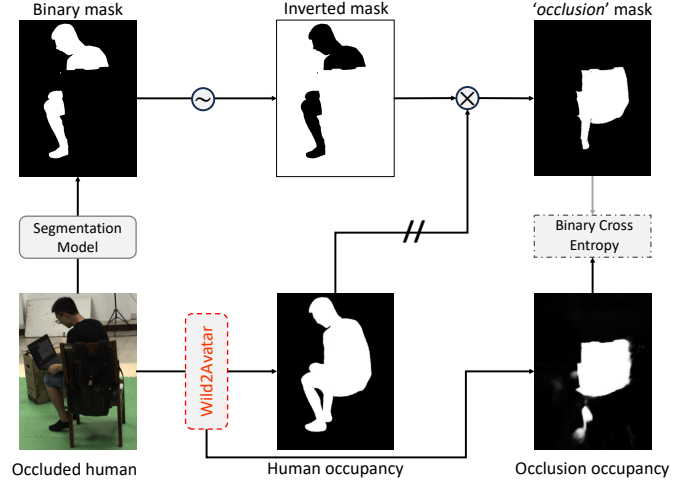 Binary mask
Inverted mask
‘occlusion’ mask
~
×
Segmentation
Model
//
Binary Cross
Entropy
Wild2Avatar
Occluded human
Human occupancy
Occlusion occupancy